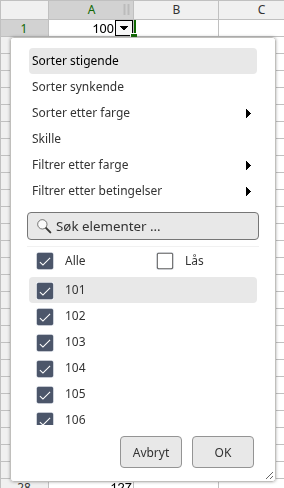 A B C
1 100
Sorter stigende
Sorter synkende
Sorter etter farge
Skille
Filtrer etter farge
Filtrer etter betingelser
Søk elementer ...
Alle Lås
101
102
103
104
105
106
Avbryt OK
28 127